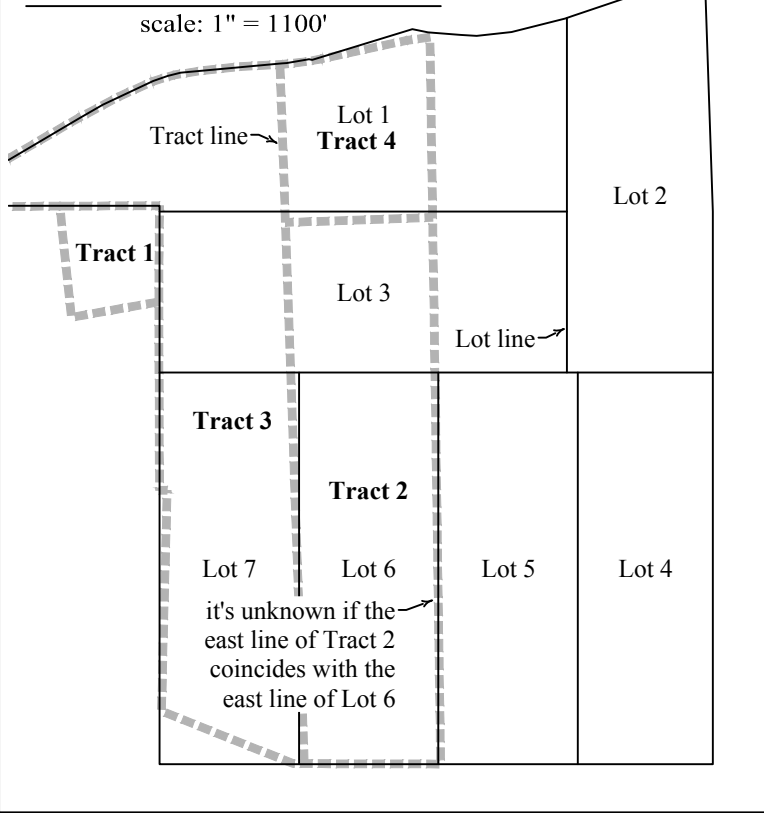 scale: 1" = 1100'
Lot 1
Tract line
Tract 4
Lot 2
Tract 1
Lot 3
Lot line
Tract 3
Tract 2
Lot 7
Lot 6
Lot 5
Lot 4
it's unknown if the
east line of Tract 2
coincides with the
east line of Lot 6